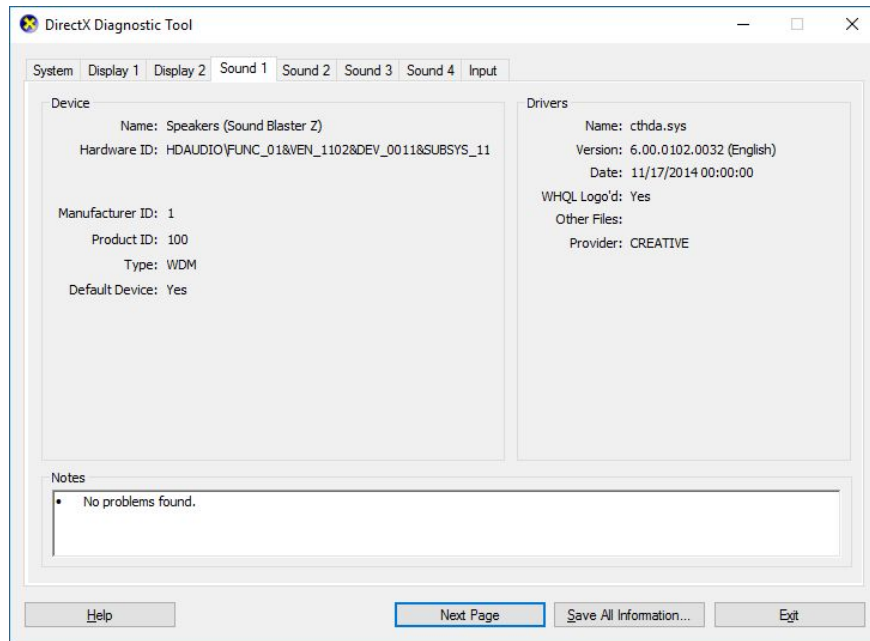 DirectX Diagnostic Tool
System Display 1 Display 2 Sound 1 Sound 2 Sound 3 Sound 4 Input
Device
Name: Speakers (Sound Blaster Z)
Hardware ID: HDAUDIO\FUNC_01&VEN_1102&DEV_0011&SUBSYS_11
Manufacturer ID: 1
Product ID: 100
Type: WDM
Default Device: Yes
Drivers
Name: cthda.sys
Version: 6.00.0102.0032 (English)
Date: 11/17/2014 00:00:00
WHQL Logo'd: Yes
Other Files:
Provider: CREATIVE
Notes
• No problems found.
Help Next Page Save All Information... Exit